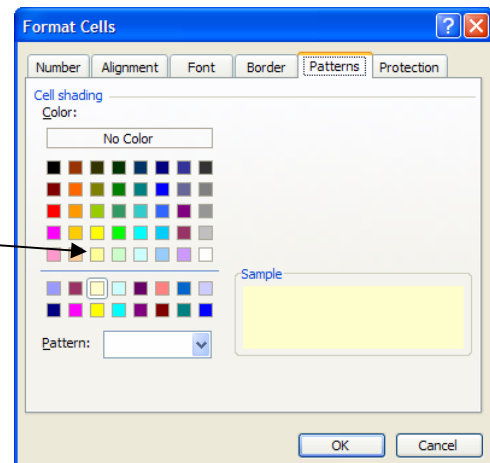 Format Cells
Number Alignment Font Border Patterns Protection
Cell shading
Color:
No Color
Sample
Pattern:
OK Cancel